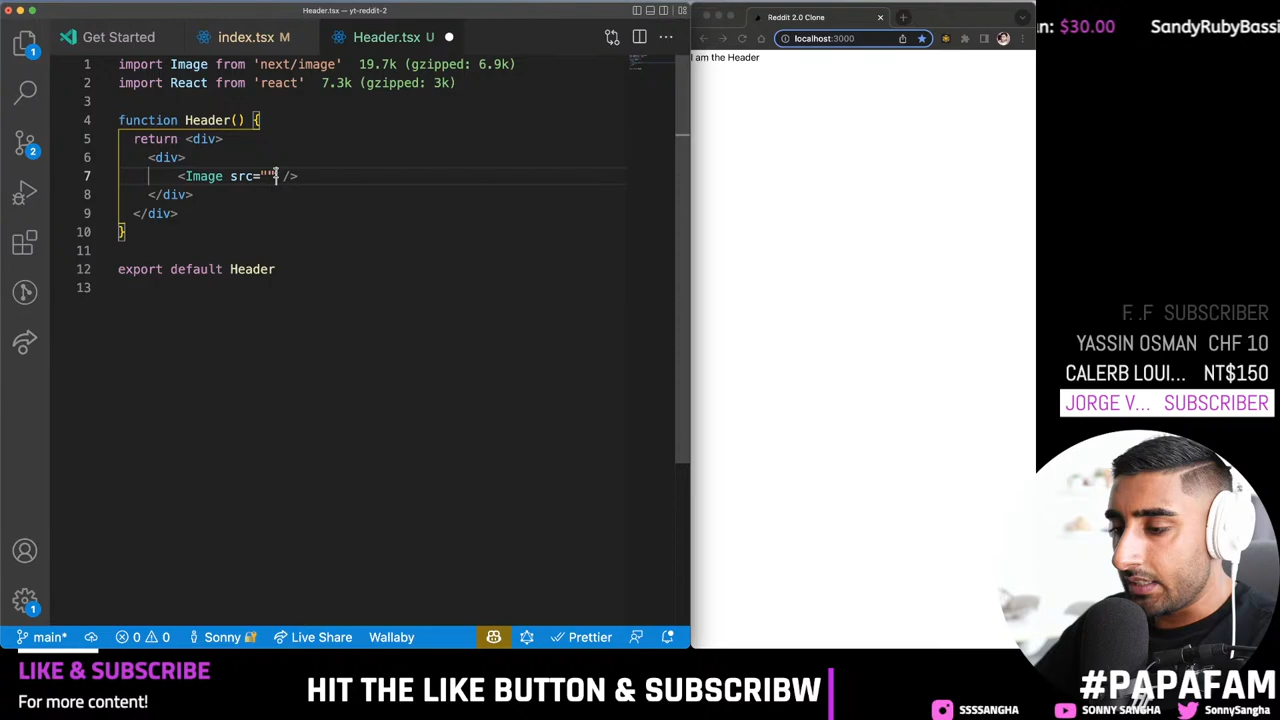 Header.tsx — yt-reddit-2
Get Started
index.tsx M
Header.tsx U
1 import Image from 'next/image' 19.7k (gzipped: 6.9k)
2 import React from 'react' 7.3k (gzipped: 3k)
3
4 function Header() {
5 return <div>
6 <div>
7 <Image src="" />
8 </div>
9 </div>
10 }
11
12 export default Header
13
1
2
1
main*
0 0
Sonny
Live Share
Wallaby
Prettier
Reddit 2.0 Clone
localhost:3000
I am the Header
an: $30.00 SandyRubyBassi
F. .F SUBSCRIBER
YASSIN OSMAN CHF 10
CALERB LOUI... NT$150
JORGE V... SUBSCRIBER
LIKE & SUBSCRIBE
For more content!
HIT THE LIKE BUTTON & SUBSCRIBW
#PAPAFAM
SSSSANGHA SONNY SANGHA SonnySangha